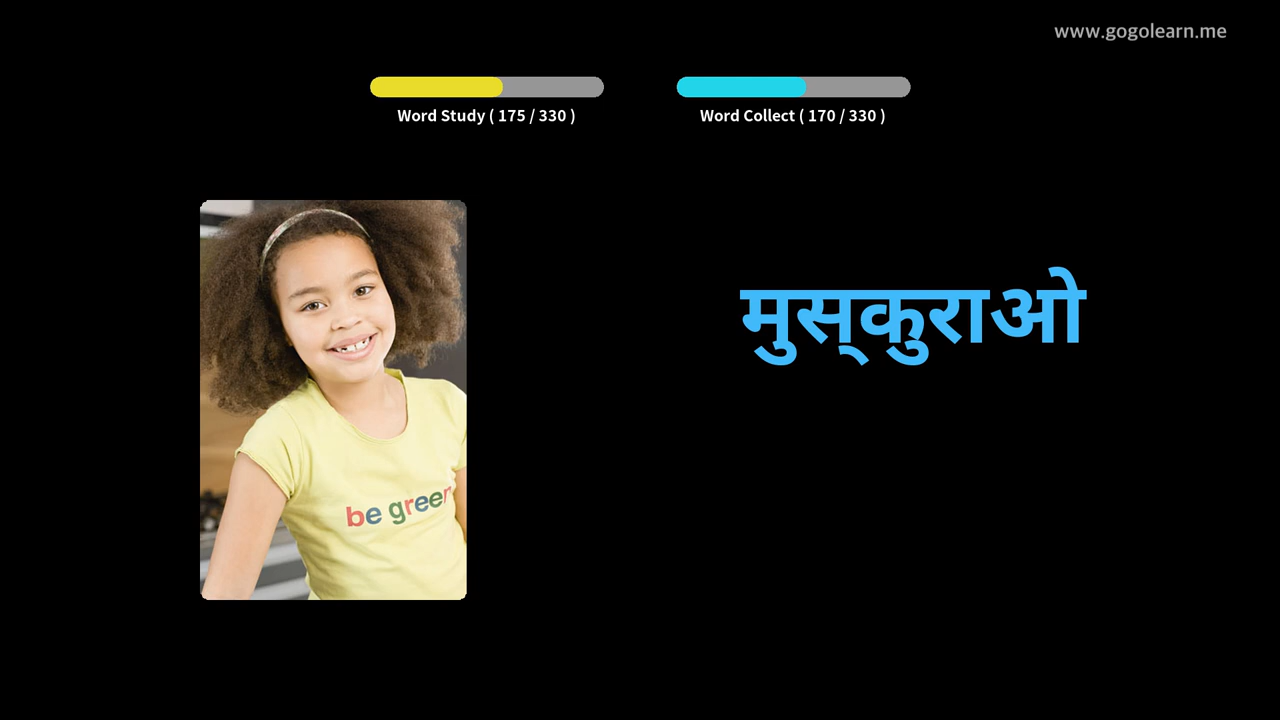 www.gogolearn.me
Word Study ( 175 / 330 )
Word Collect ( 170 / 330 )
मुस्‌कुराओ
be green